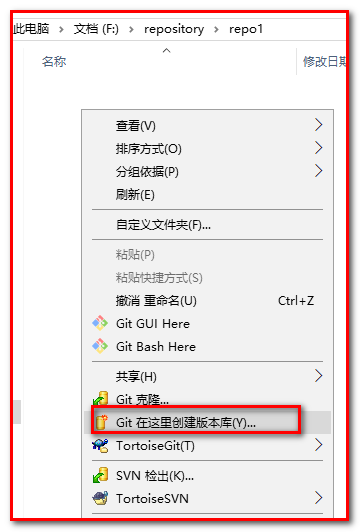 此电脑 > 文档 (F:) > repository > repo1
名称 修改日期
查看(V)
排序方式(O)
分组依据(P)
刷新(E)
自定义文件夹(F)...
粘贴(P)
粘贴快捷方式(S)
撤消 重命名(U) Ctrl+Z
Git GUI Here
Git Bash Here
共享(H)
Git 克隆...
Git 在这里创建版本库(Y)...
TortoiseGit(T)
SVN 检出(K)...
TortoiseSVN